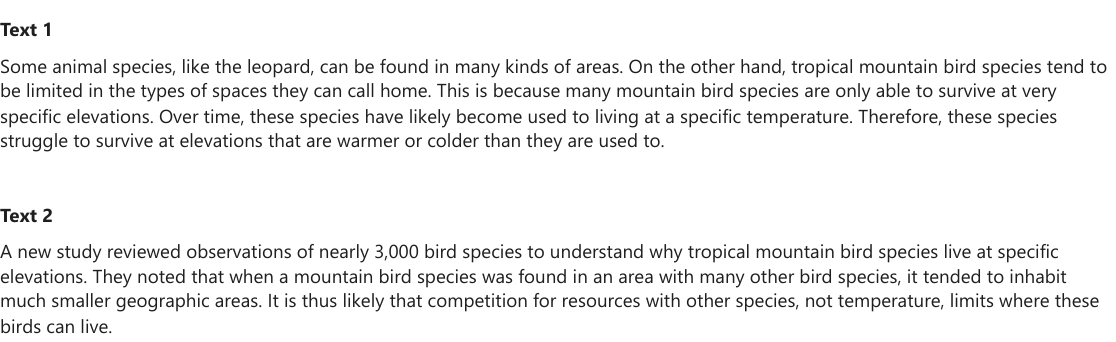 Text 1
Some animal species, like the leopard, can be found in many kinds of areas. On the other hand, tropical mountain bird species tend to
be limited in the types of spaces they can call home. This is because many mountain bird species are only able to survive at very
specific elevations. Over time, these species have likely become used to living at a specific temperature. Therefore, these species
struggle to survive at elevations that are warmer or colder than they are used to.
Text 2
A new study reviewed observations of nearly 3,000 bird species to understand why tropical mountain bird species live at specific
elevations. They noted that when a mountain bird species was found in an area with many other bird species, it tended to inhabit
much smaller geographic areas. It is thus likely that competition for resources with other species, not temperature, limits where these
birds can live.